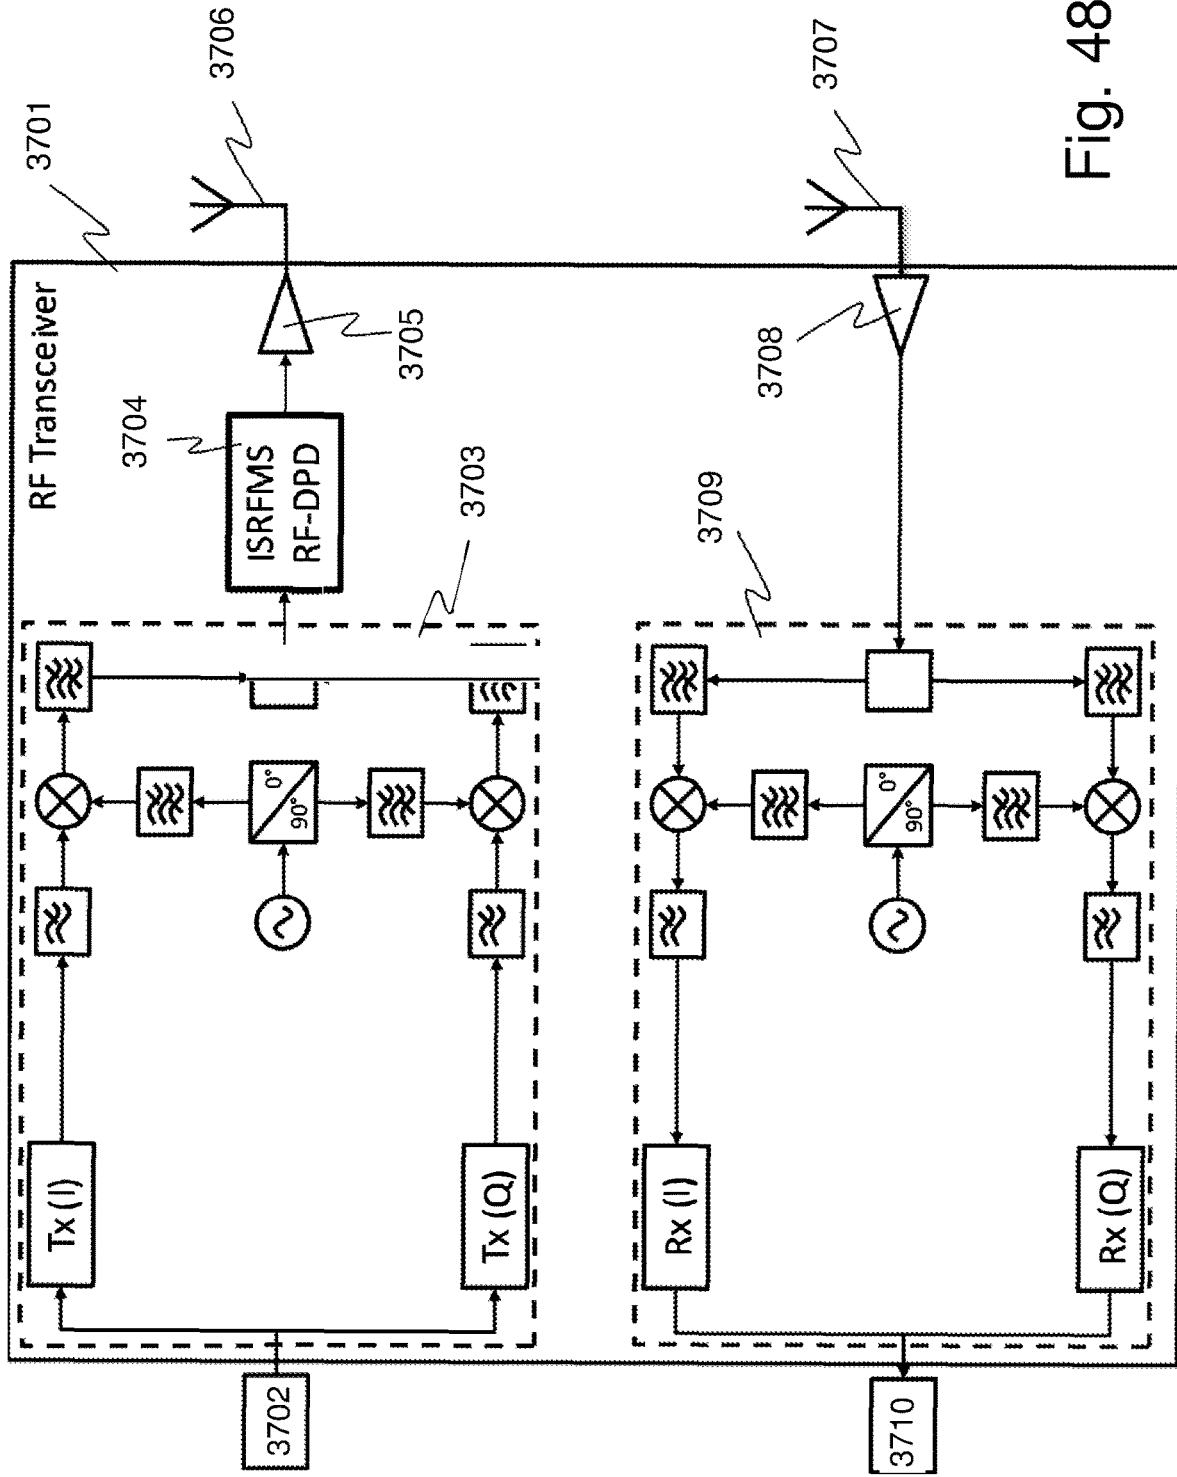 RF Transceiver
3701
3702
Tx (I)
Tx (Q)
0°
90°
3703
ISRFMS
RF-DPD
3704
3705
3706
3707
3708
3709
0°
90°
Rx (I)
Rx (Q)
3710
Fig. 48